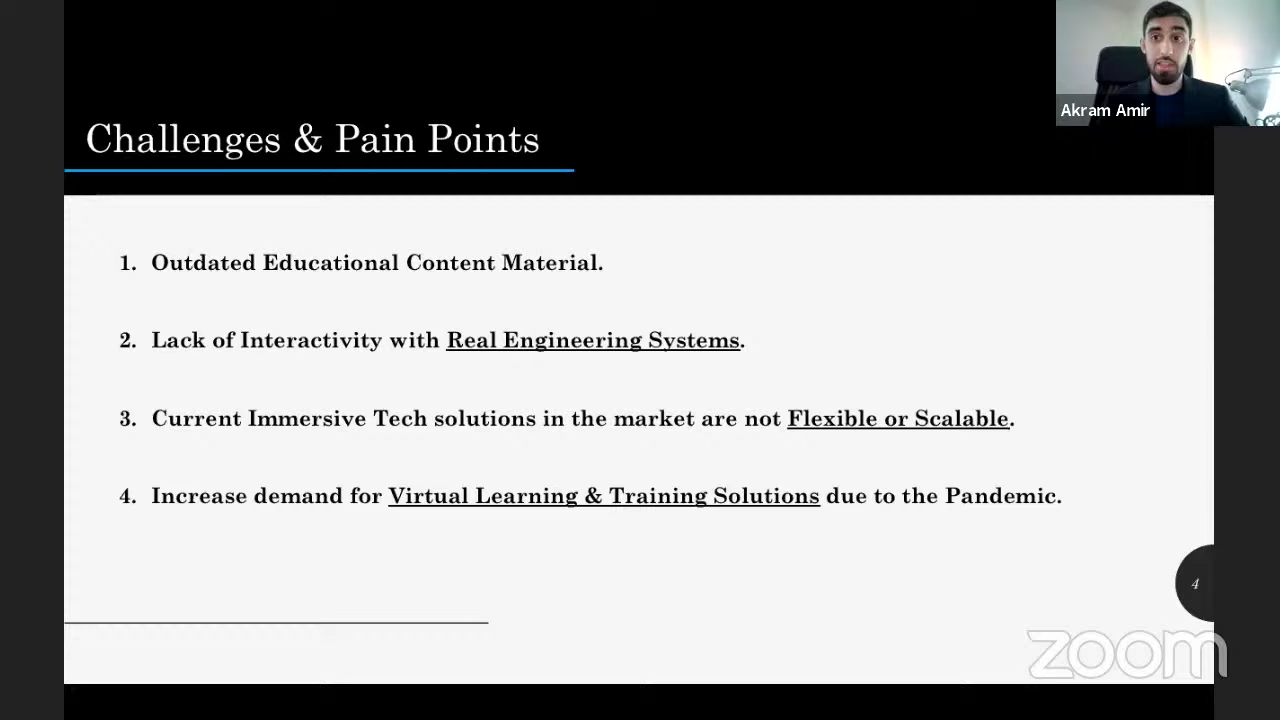 Akram Amir
Challenges & Pain Points
1. Outdated Educational Content Material.
2. Lack of Interactivity with Real Engineering Systems.
3. Current Immersive Tech solutions in the market are not Flexible or Scalable.
4. Increase demand for Virtual Learning & Training Solutions due to the Pandemic.
4
zoom